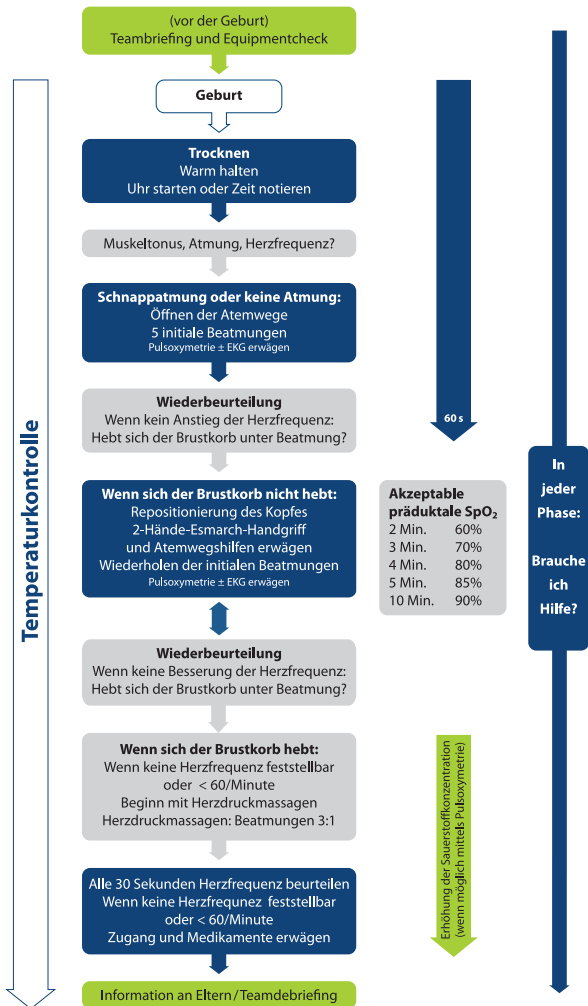 (vor der Geburt)
Teambriefing und Equipmentcheck
Geburt
Trocknen
Warm halten
Uhr starten oder Zeit notieren
Muskeltonus, Atmung, Herzfrequenz?
Schnappatmung oder keine Atmung:
Öffnen der Atemwege
5 initiale Beatmungen
Pulsoxymetrie ± EKG erwägen
Wiederbeurteilung
Wenn kein Anstieg der Herzfrequenz:
Hebt sich der Brustkorb unter Beatmung?
Wenn sich der Brustkorb nicht hebt:
Repositionierung des Kopfes
2-Hände-Esmarch-Handgriff
und Atemwegshilfen erwägen
Wiederholen der initialen Beatmungen
Pulsoxymetrie ± EKG erwägen
Wiederbeurteilung
Wenn keine Besserung der Herzfrequenz:
Hebt sich der Brustkorb unter Beatmung?
Wenn sich der Brustkorb hebt:
Wenn keine Herzfrequenz feststellbar
oder < 60/Minute
Beginn mit Herzdruckmassagen
Herzdruckmassagen: Beatmungen 3:1
Alle 30 Sekunden Herzfrequenz beurteilen
Wenn keine Herzfrequnez feststellbar
oder < 60/Minute
Zugang und Medikamente erwägen
Information an Eltern/Teamdebriefing
Temperaturkontrolle
60 s
Akzeptable
präduktale SpO₂
2 Min. 60%
3 Min. 70%
4 Min. 80%
5 Min. 85%
10 Min. 90%
Erhöhung der Sauerstoffkonzentration
(wenn möglich mittels Pulsoxymetrie)
In
jeder
Phase:
Brauche
ich
Hilfe?